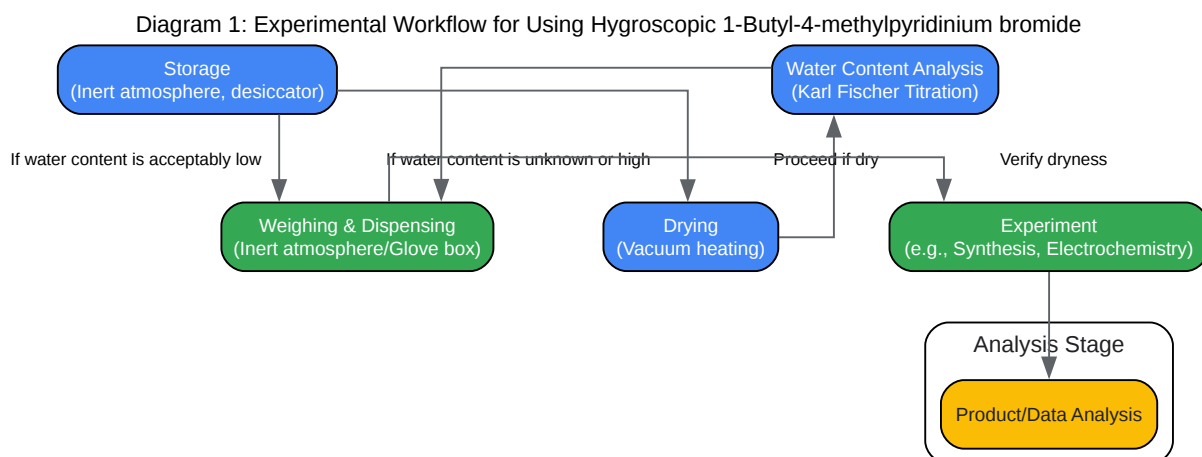 Diagram 1: Experimental Workflow for Using Hygroscopic 1-Butyl-4-methylpyridinium bromide
Storage
(Inert atmosphere, desiccator)
Water Content Analysis
(Karl Fischer Titration)
If water content is acceptably low
If water content is unknown or high
Proceed if dry
Verify dryness
Weighing & Dispensing
(Inert atmosphere/Glove box)
Drying
(Vacuum heating)
Experiment
(e.g., Synthesis, Electrochemistry)
Analysis Stage
Product/Data Analysis